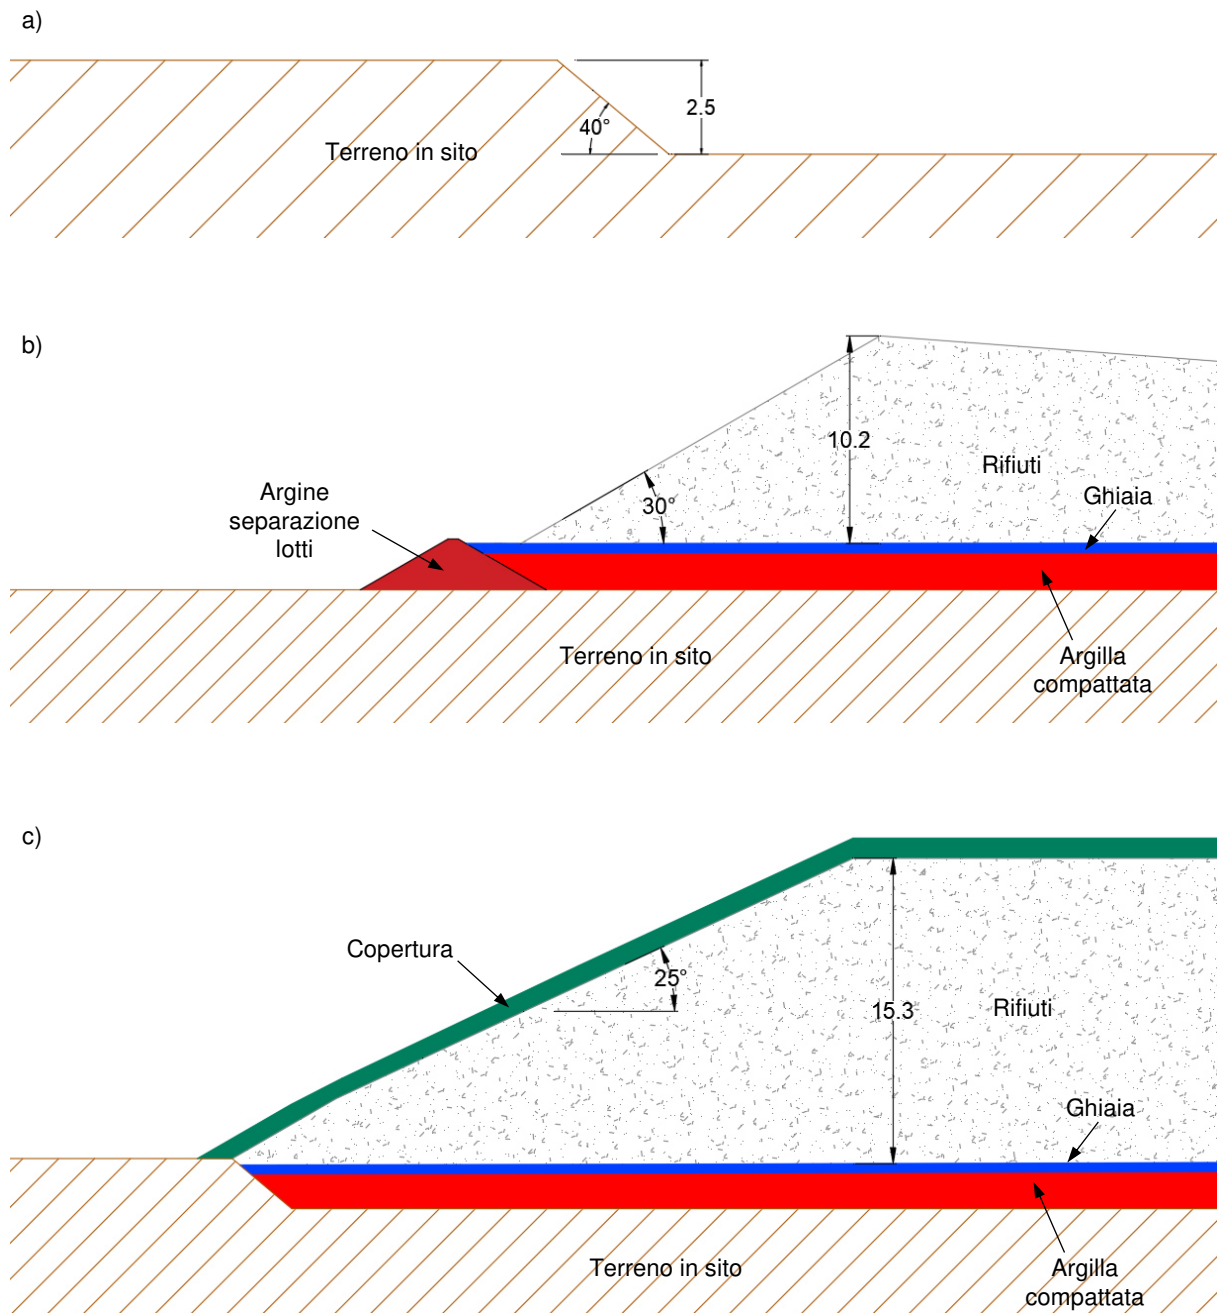 a)
2.5
40°
Terreno in sito
b)
10.2
Rifiuti
Ghiaia
Argine
separazione
lotti
30°
Terreno in sito
Argilla
compattata
c)
Copertura
25°
15.3
Rifiuti
Ghiaia
Terreno in sito
Argilla
compattata